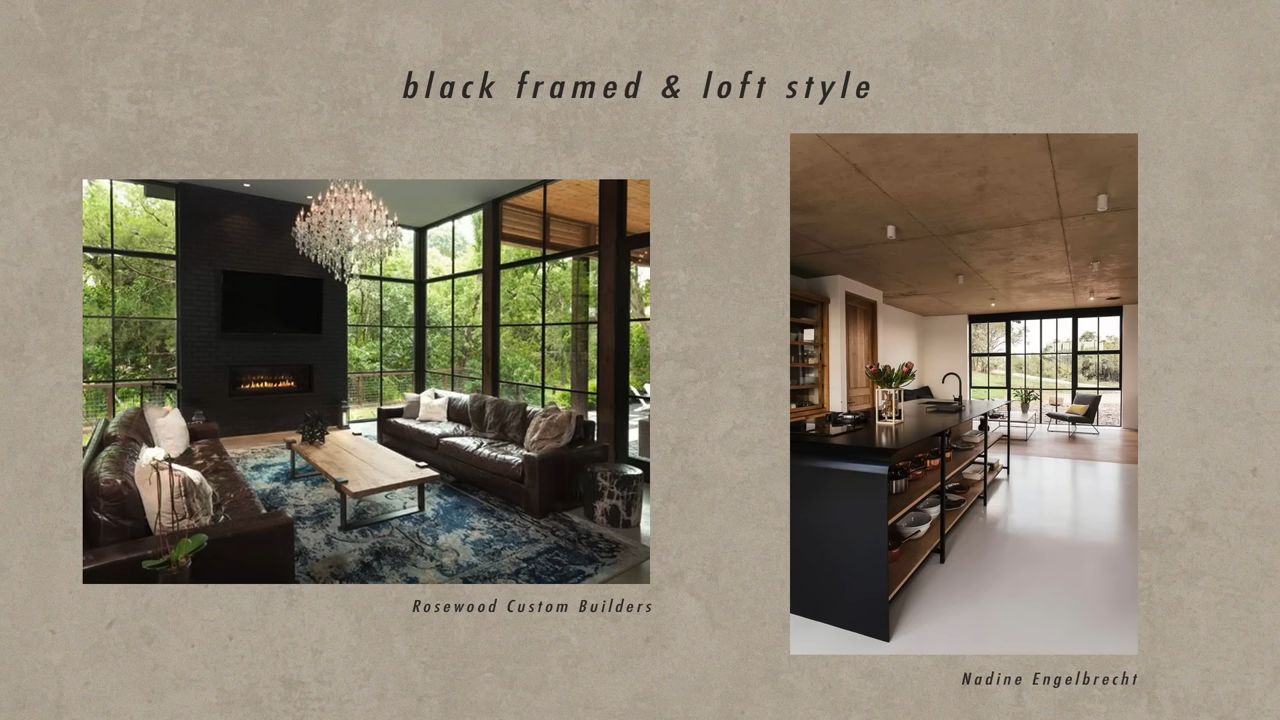 black framed & loft style
Rosewood Custom Builders
Nadine Engelbrecht